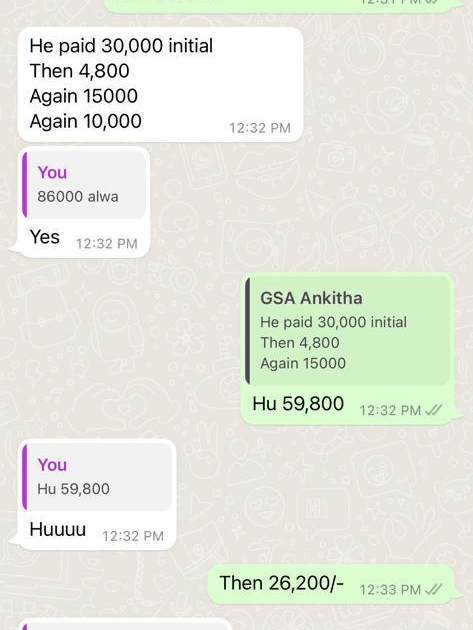 He paid 30,000 initial
Then 4,800
Again 15000
Again 10,000
12:32 PM
You
86000 alwa
Yes 12:32 PM
GSA Ankitha
He paid 30,000 initial
Then 4,800
Again 15000
Hu 59,800 12:32 PM
You
Hu 59,800
Huuuu 12:32 PM
Then 26,200/- 12:33 PM